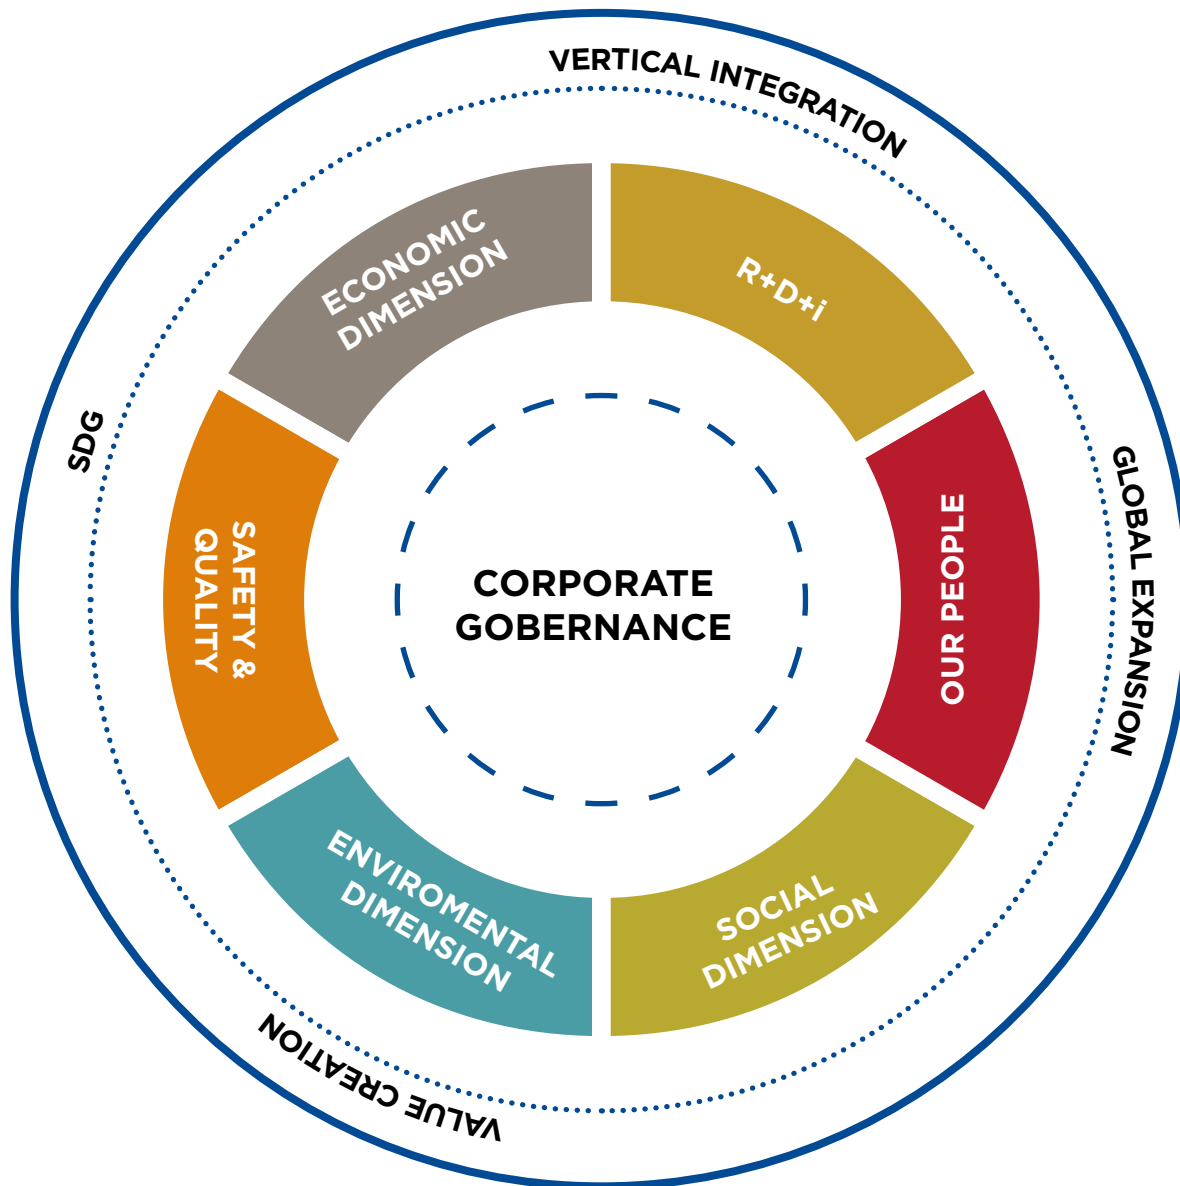 VERTICAL INTEGRATION
GLOBAL EXPANSION
VALUE CREATION
SDG
ECONOMIC
DIMENSION
R+D+i
OUR PEOPLE
SOCIAL
DIMENSION
ENVIROMENTAL
DIMENSION
SAFETY &
QUALITY
CORPORATE
GOBERNANCE